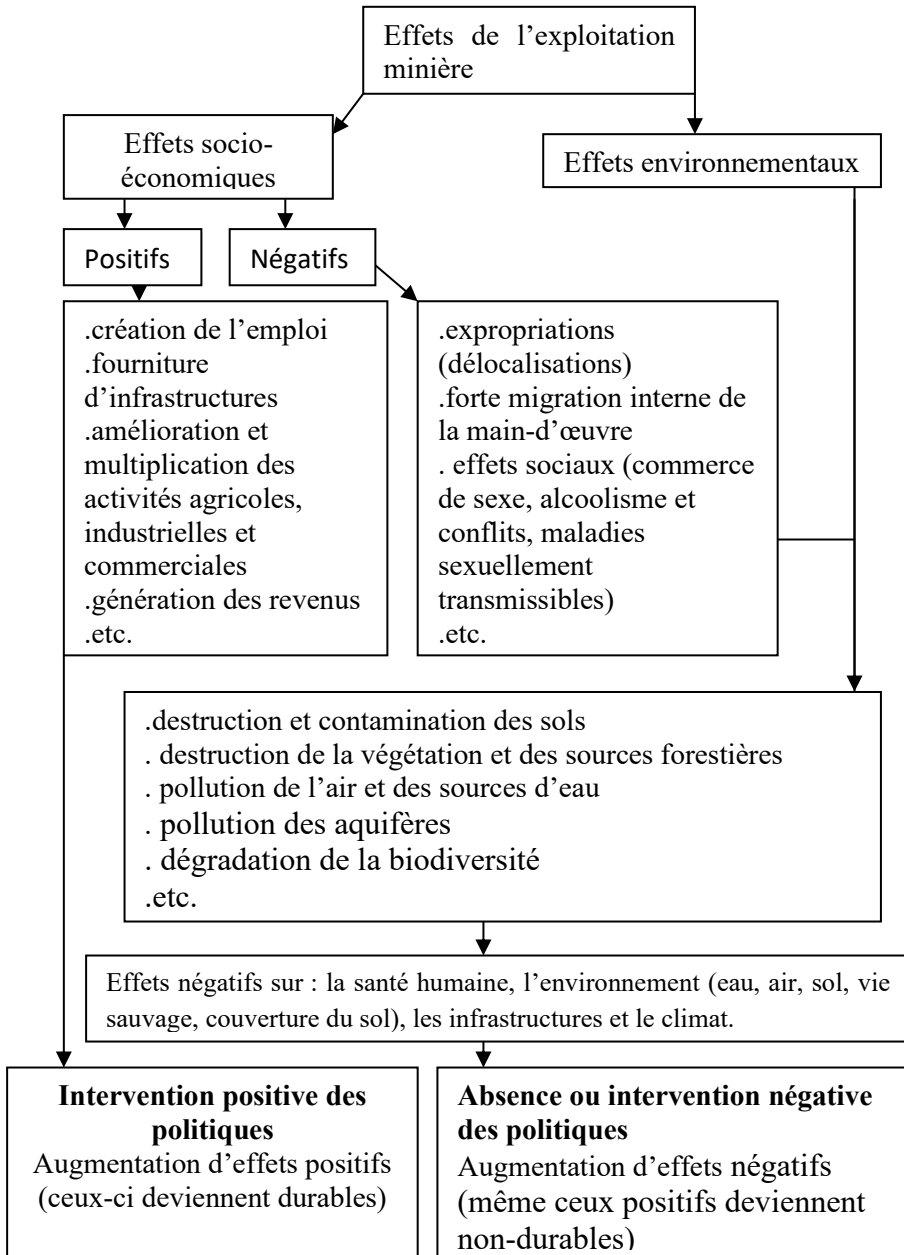 Effets de l’exploitation
minière
Effets socio-
économiques
Effets environnementaux
Positifs
Négatifs
.création de l’emploi
.fourniture
d’infrastructures
.amélioration et
multiplication des
activités agricoles,
industrielles et
commerciales
.génération des revenus
.etc.
.expropriations
(délocalisations)
.forte migration interne de
la main-d’œuvre
. effets sociaux (commerce
de sexe, alcoolisme et
conflits, maladies
sexuellement
transmissibles)
.etc.
.destruction et contamination des sols
. destruction de la végétation et des sources forestières
. pollution de l’air et des sources d’eau
. pollution des aquifères
. dégradation de la biodiversité
.etc.
Effets négatifs sur : la santé humaine, l’environnement (eau, air, sol, vie
sauvage, couverture du sol), les infrastructures et le climat.
Intervention positive des
politiques
Augmentation d’effets positifs
(ceux-ci deviennent durables)
Absence ou intervention négative
des politiques
Augmentation d’effets négatifs
(même ceux positifs deviennent
non-durables)